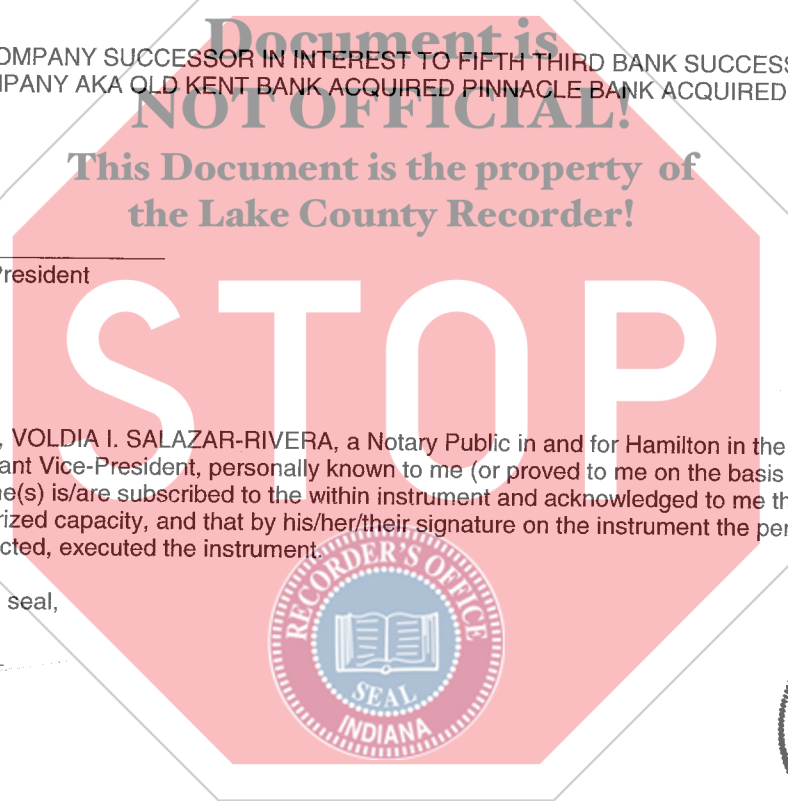 Document is
OMPANY SUCCESSOR IN INTEREST TO FIFTH THIRD BANK SUCCESS
MPANY AKA OLD KENT BANK ACQUIRED PINNACLE BANK ACQUIRED
NOT OFFICIAL!
This Document is the property of
the Lake County Recorder!
President
STOP
, VOLDIA I. SALAZAR-RIVERA, a Notary Public in and for Hamilton in the
ant Vice-President, personally known to me (or proved to me on the basis
ne(s) is/are subscribed to the within instrument and acknowledged to me th
rized capacity, and that by his/her/their signature on the instrument the per
cted, executed the instrument.
seal,
RECORDER'S OFFICE
SEAL
INDIANA